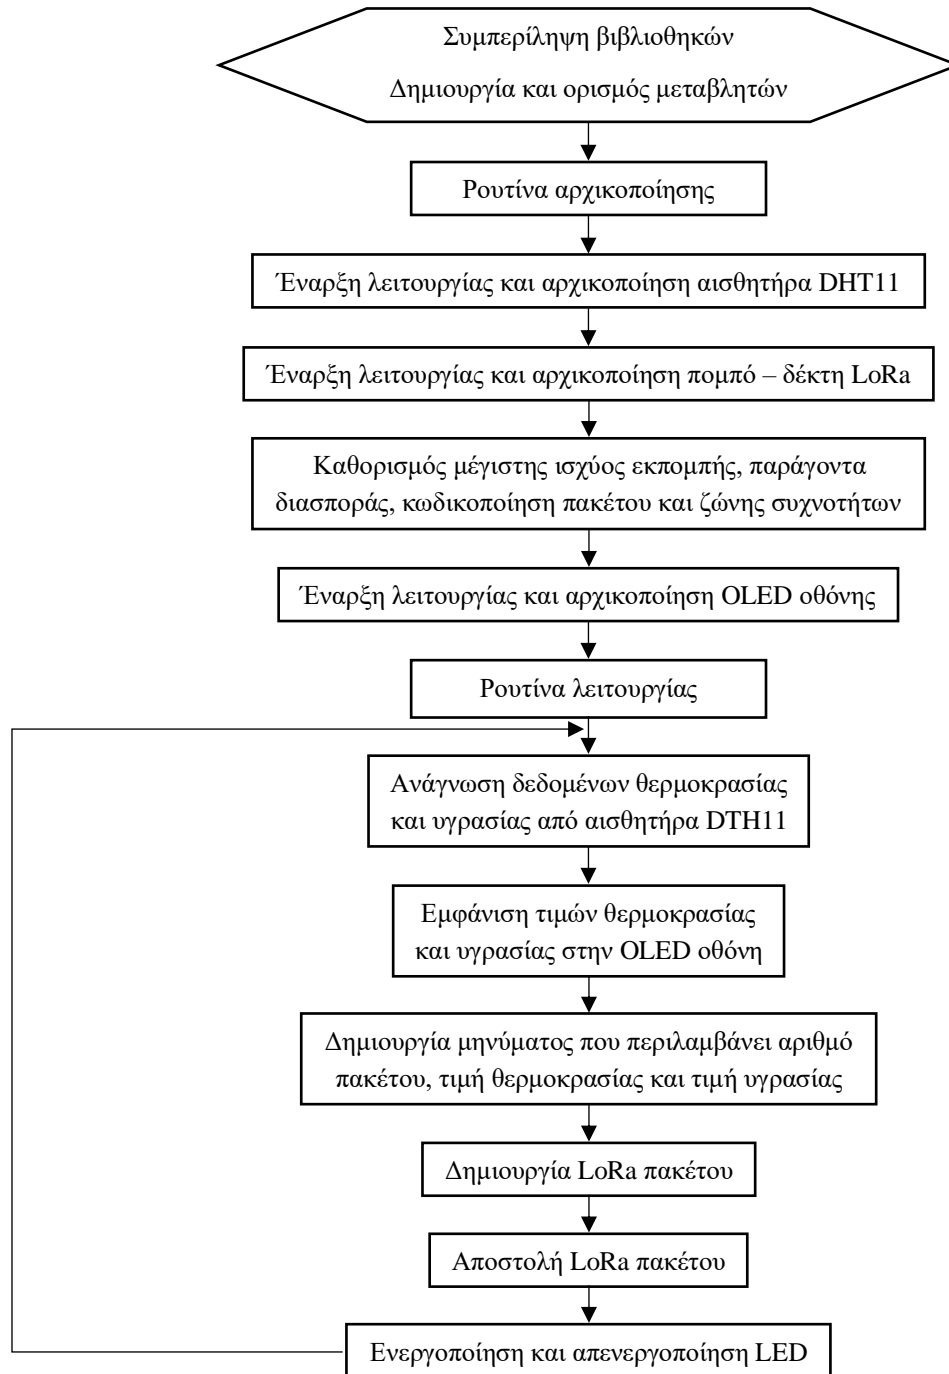 Συμπερίληψη βιβλιοθηκών
Δημιουργία και ορισμός μεταβλητών
Ρουτίνα αρχικοποίησης
Έναρξη λειτουργίας και αρχικοποίηση αισθητήρα DHT11
Έναρξη λειτουργίας και αρχικοποίηση πομπό – δέκτη LoRa
Καθορισμός μέγιστης ισχύος εκπομπής, παράγοντα
διασποράς, κωδικοποίηση πακέτου και ζώνης συχνοτήτων
Έναρξη λειτουργίας και αρχικοποίηση OLED οθόνης
Ρουτίνα λειτουργίας
Ανάγνωση δεδομένων θερμοκρασίας
και υγρασίας από αισθητήρα DTH11
Εμφάνιση τιμών θερμοκρασίας
και υγρασίας στην OLED οθόνη
Δημιουργία μηνύματος που περιλαμβάνει αριθμό
πακέτου, τιμή θερμοκρασίας και τιμή υγρασίας
Δημιουργία LoRa πακέτου
Αποστολή LoRa πακέτου
Ενεργοποίηση και απενεργοποίηση LED